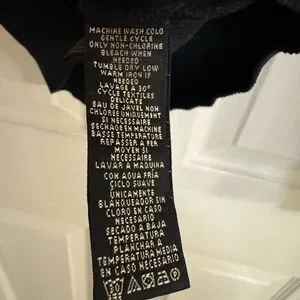 MACHINE WASH COLD
GENTLE CYCLE
ONLY NON-CHLORINE
BLEACH WHEN
NEEDED
TUMBLE DRY LOW
WARM IRON IF
NEEDED
LAVAGE A 30°
CYCLE TEXTILES
DELICATS
EAU DE JAVEL NON
CHLOREE UNIQUEMENT
SI NECESSAIRE
SECHAGE EN MACHINE
BASSE TEMPERATURE
REPASSER A FER
MOYEN SI
NECESSAIRE
LAVAR A MAQUINA
CON AGUA FRÍA
CICLO SUAVE
ÚNICAMENTE
BLANQUEADOR SIN
CLORO EN CASO
NECESARIO
SECADO A BAJA
TEMPERATURA
PLANCHAR A
TEMPERATURA MEDIA
EN CASO NECESARIO